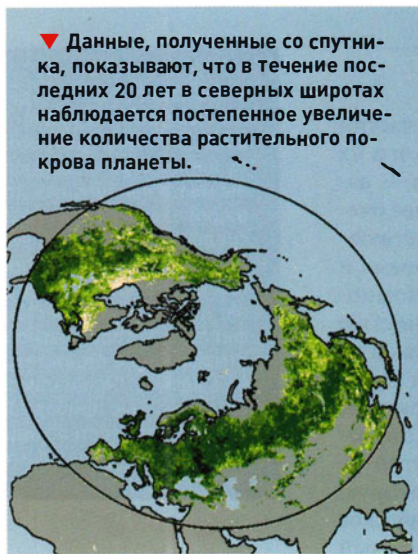 ▼ Данные, полученные со спутни-
ка, показывают, что в течение пос-
ледних 20 лет в северных широтах
наблюдается постепенное увеличе-
ние количества растительного по-
крова планеты.